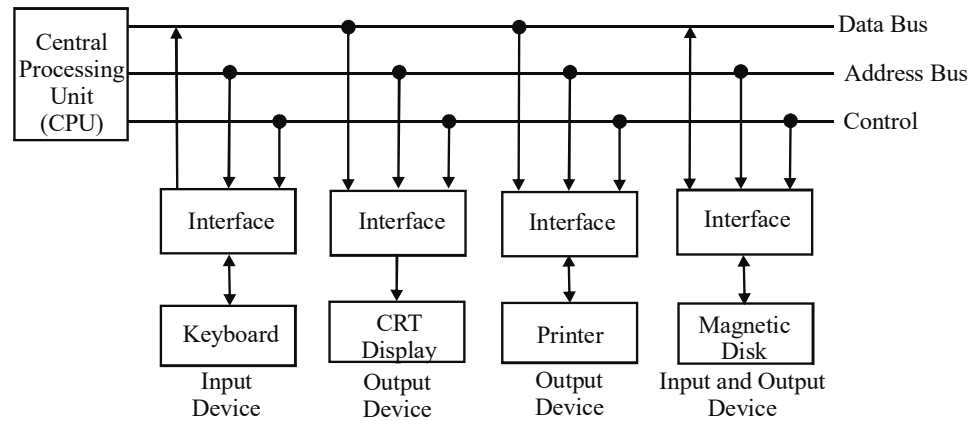 Central
Processing
Unit
(CPU)
Data Bus
Address Bus
Control
Interface
Interface
Interface
Interface
Keyboard
CRT
Display
Printer
Magnetic
Disk
Input
Device
Output
Device
Output
Device
Input and Output
Device